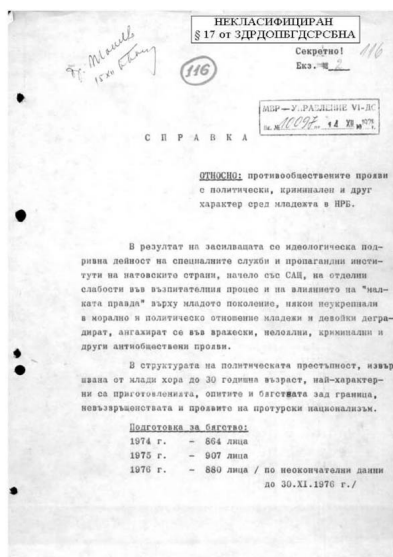 НЕКЛАСИФИЦИРАН
§ 17 от ЗДРДОПБГДСРСБНА
Секретно!
116
Екз. № 2
15 XII
116
МВР — УПРАВЛЕНИЕ VI-ДС
10097 14 XII 1976 г.
С П Р А В К А
ОТНОСНО: противообществените прояви
с политически, криминален и друг
характер сред младежта в НРБ.
В резултат на засилващата се идеологическа под-
ривна дейност на специалните служби и пропагандни инсти-
тути на натовските страни, начело със САЩ, на отделни
слабости във възпитателния процес и на влиянието на "мал-
ката правда" върху младото поколение, някои неукрепнали
в морално и политическо отношение младежи и девойки дегра-
дират, ангажират се във вражески, нелоялни, криминални и
други антиобществени прояви.
В структурата на политическата престъпност, извър
швана от млади хора до 30 годишна възраст, най-характер-
ни са приготовленията, опитите и бягствата зад граница,
невъзвръщенствата и проявите на протурски национализъм.
Подготовка за бягство:
1974 г. - 864 лица
1975 г. - 907 лица
1976 г. - 880 лица / по неокончателни данни
до 30.XI.1976 г./